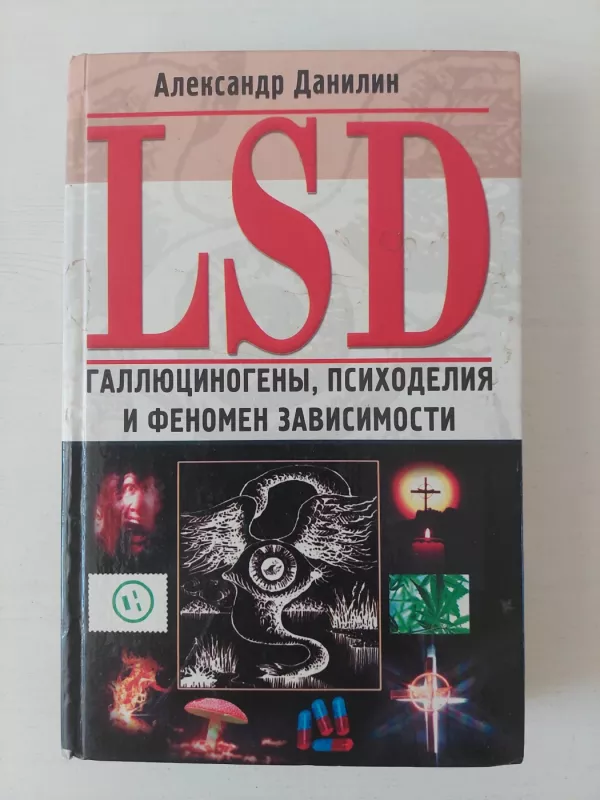 Александр Данилин
LSD
ГАЛЛЮЦИНОГЕНЫ, ПСИХОДЕЛИЯ
И ФЕНОМЕН ЗАВИСИМОСТИ